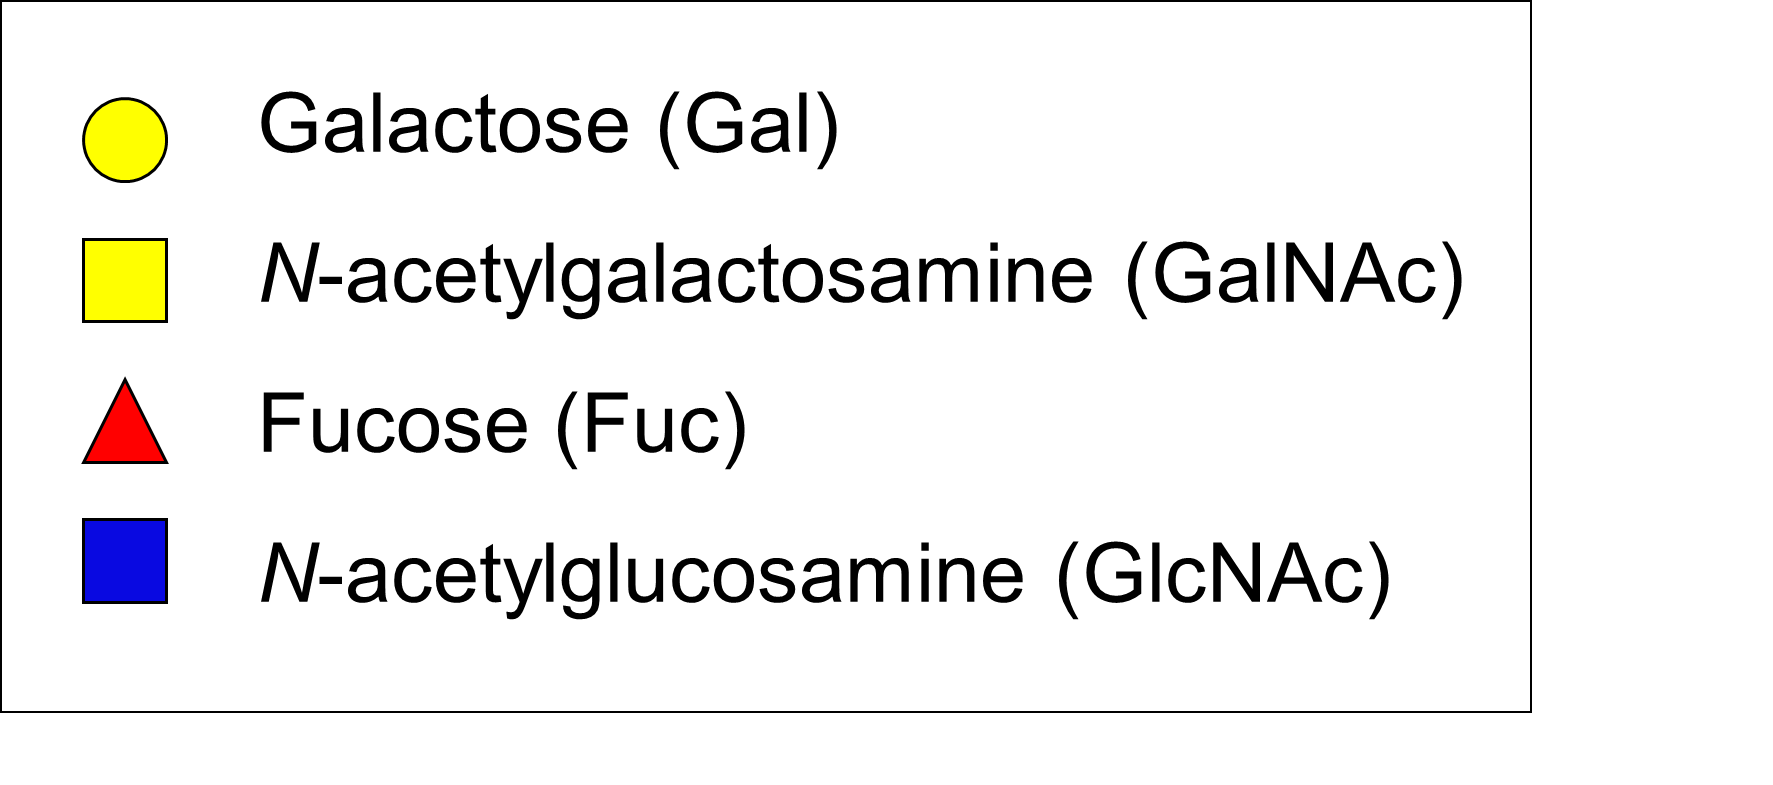 Galactose (Gal)
N-acetylgalactosamine (GalNAc)
Fucose (Fuc)
N-acetylglucosamine (GlcNAc)